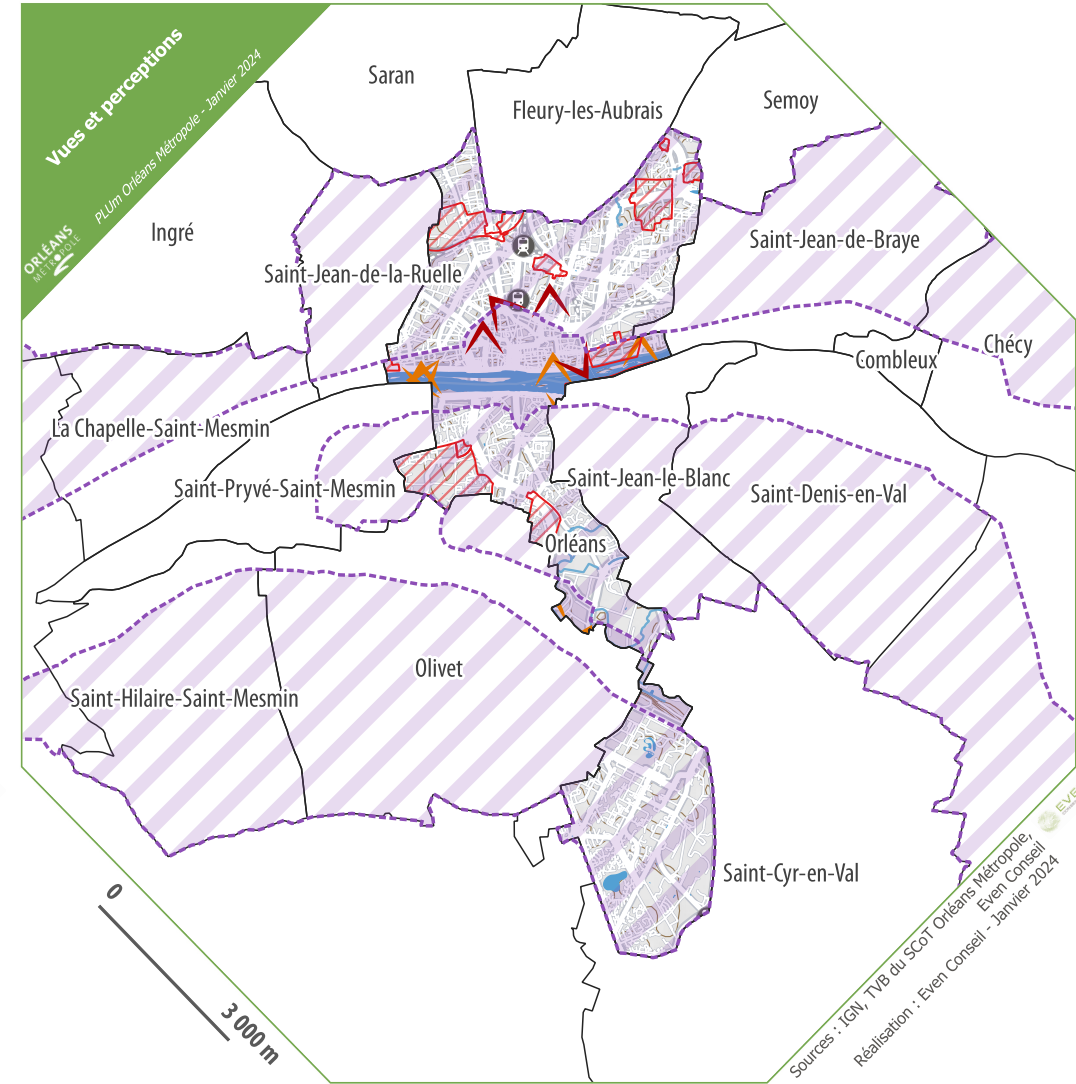 Vues et perceptions
PLUm Orléans Métropole - Janvier 2024
ORLÉANS
MÉTROPOLE
Saran
Fleury-les-Aubrais
Semoy
Ingré
Saint-Jean-de-Braye
Saint-Jean-de-la-Ruelle
Chécy
Combleux
La Chapelle-Saint-Mesmin
Saint-Pryvé-Saint-Mesmin
Saint-Jean-le-Blanc
Saint-Denis-en-Val
Orléans
Olivet
Saint-Hilaire-Saint-Mesmin
Saint-Cyr-en-Val
0
3 000 m
Sources : IGN, TVB du SCoT Orléans Métropole,
Even Conseil
Réalisation : Even Conseil - Janvier 2024